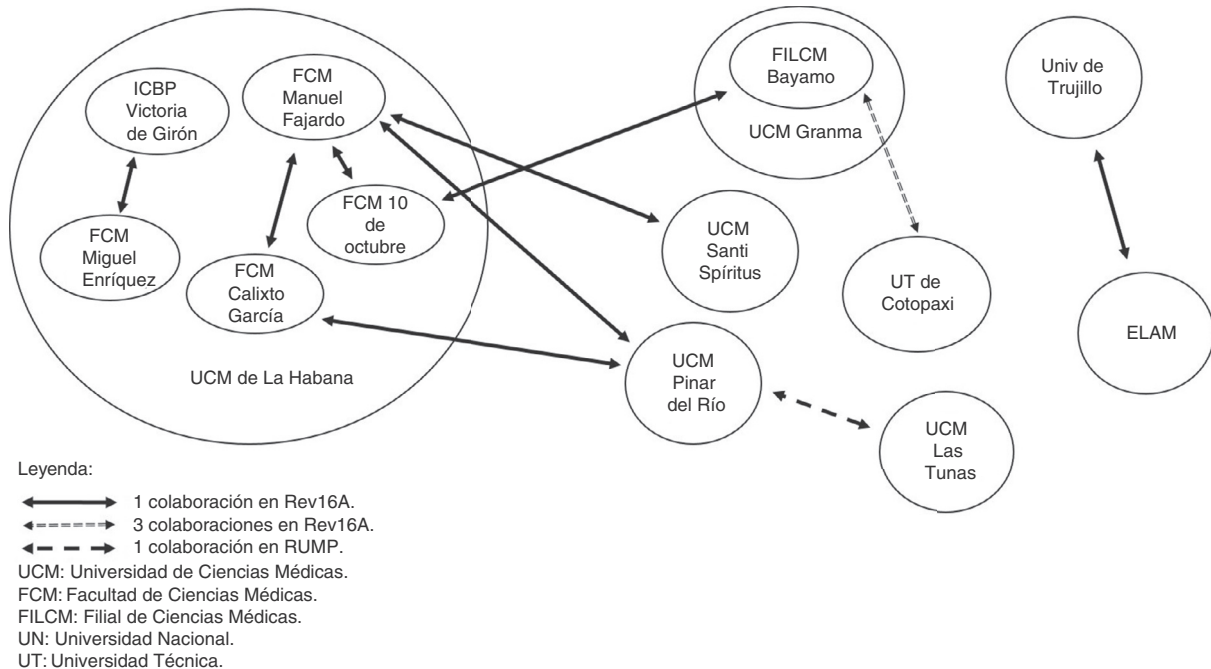 ICBP
Victoria
de Girón
FCM
Manuel
Fajardo
FCM 10
de
octubre
FCM
Miguel
Enríquez
FCM
Calixto
García
UCM de La Habana
FILCM
Bayamo
UCM Granma
Univ de
Trujillo
UCM
Santi
Spíritus
UT de
Cotopaxi
ELAM
UCM
Pinar
del Río
UCM
Las
Tunas
Leyenda:
1 colaboración en Rev16A.
3 colaboraciones en Rev16A.
1 colaboración en RUMP.
UCM: Universidad de Ciencias Médicas.
FCM: Facultad de Ciencias Médicas.
FILCM: Filial de Ciencias Médicas.
UN: Universidad Nacional.
UT: Universidad Técnica.